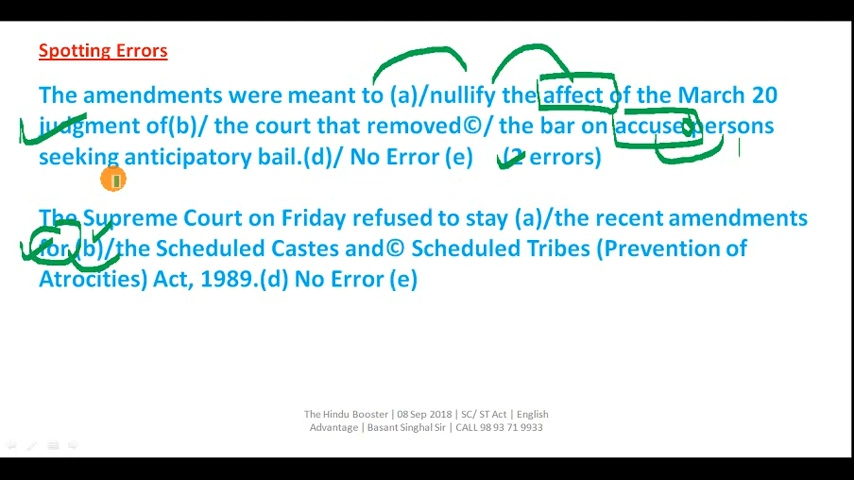 Spotting Errors
The amendments were meant to (a)/nullify the affect of the March 20
judgment of(b)/ the court that removed©/ the bar on accuse persons
seeking anticipatory bail.(d)/ No Error (e) (2 errors)
The Supreme Court on Friday refused to stay (a)/the recent amendments
for (b)/the Scheduled Castes and© Scheduled Tribes (Prevention of
Atrocities) Act, 1989.(d) No Error (e)
The Hindu Booster | 08 Sep 2018 | SC/ ST Act | English
Advantage | Basant Singhal Sir | CALL 98 93 71 9933